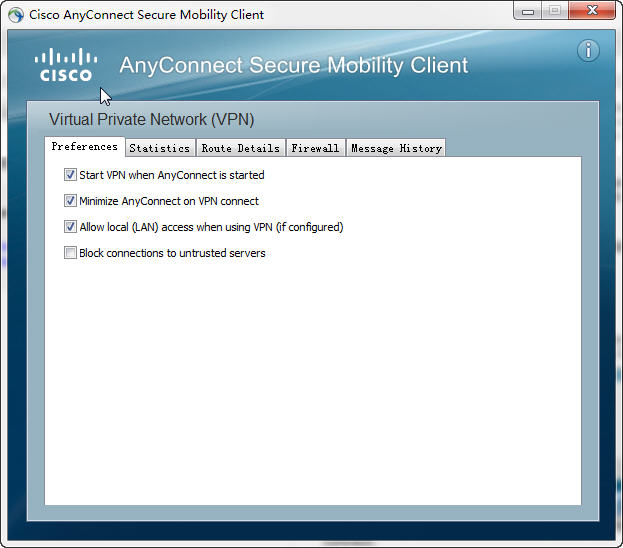 Cisco AnyConnect Secure Mobility Client
CISCO
AnyConnect Secure Mobility Client
Virtual Private Network (VPN)
Preferences Statistics Route Details Firewall Message History
Start VPN when AnyConnect is started
Minimize AnyConnect on VPN connect
Allow local (LAN) access when using VPN (if configured)
Block connections to untrusted servers